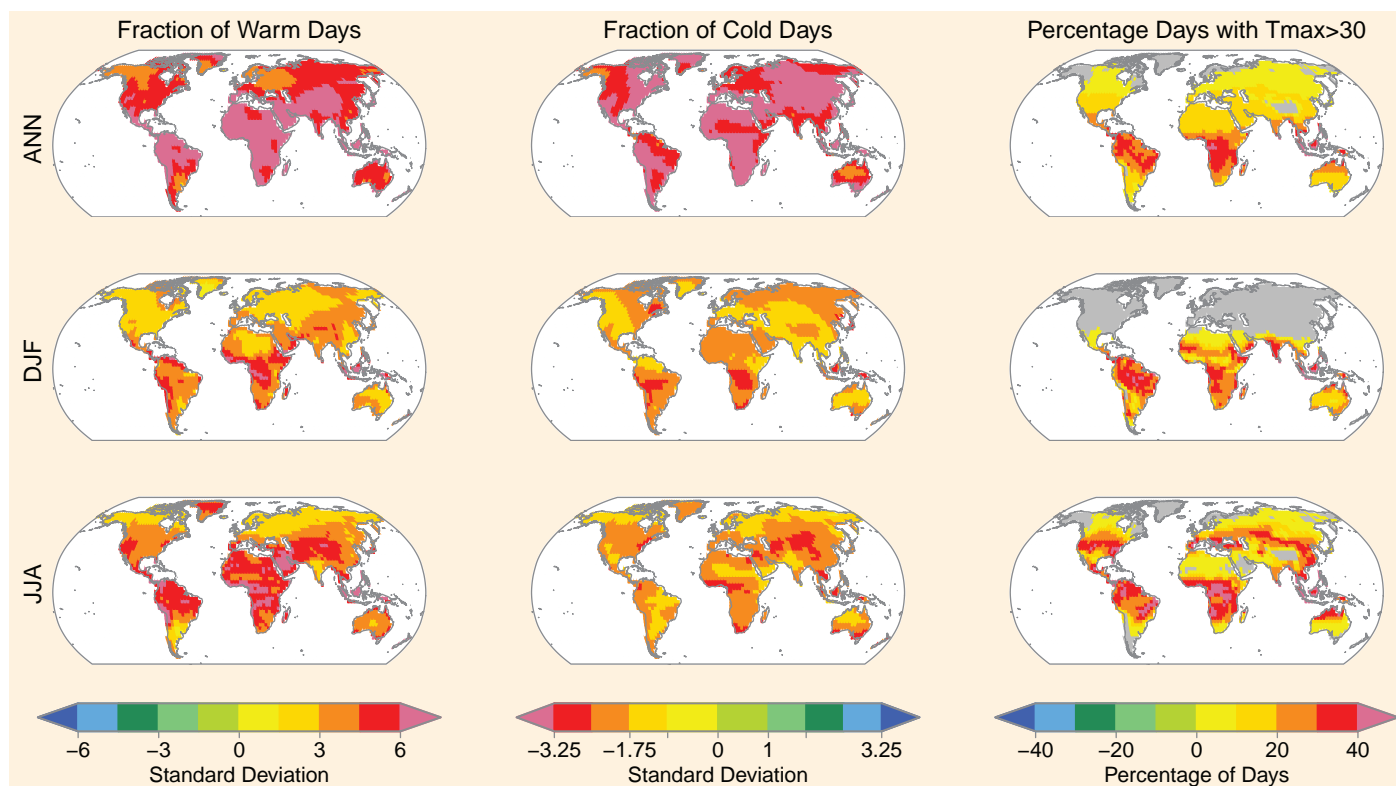 Fraction of Warm Days
Fraction of Cold Days
Percentage Days with Tmax>30
ANN
DJF
JJA
−6 −3 0 3 6
Standard Deviation
−3.25 −1.75 0 1 3.25
Standard Deviation
−40 −20 0 20 40
Percentage of Days